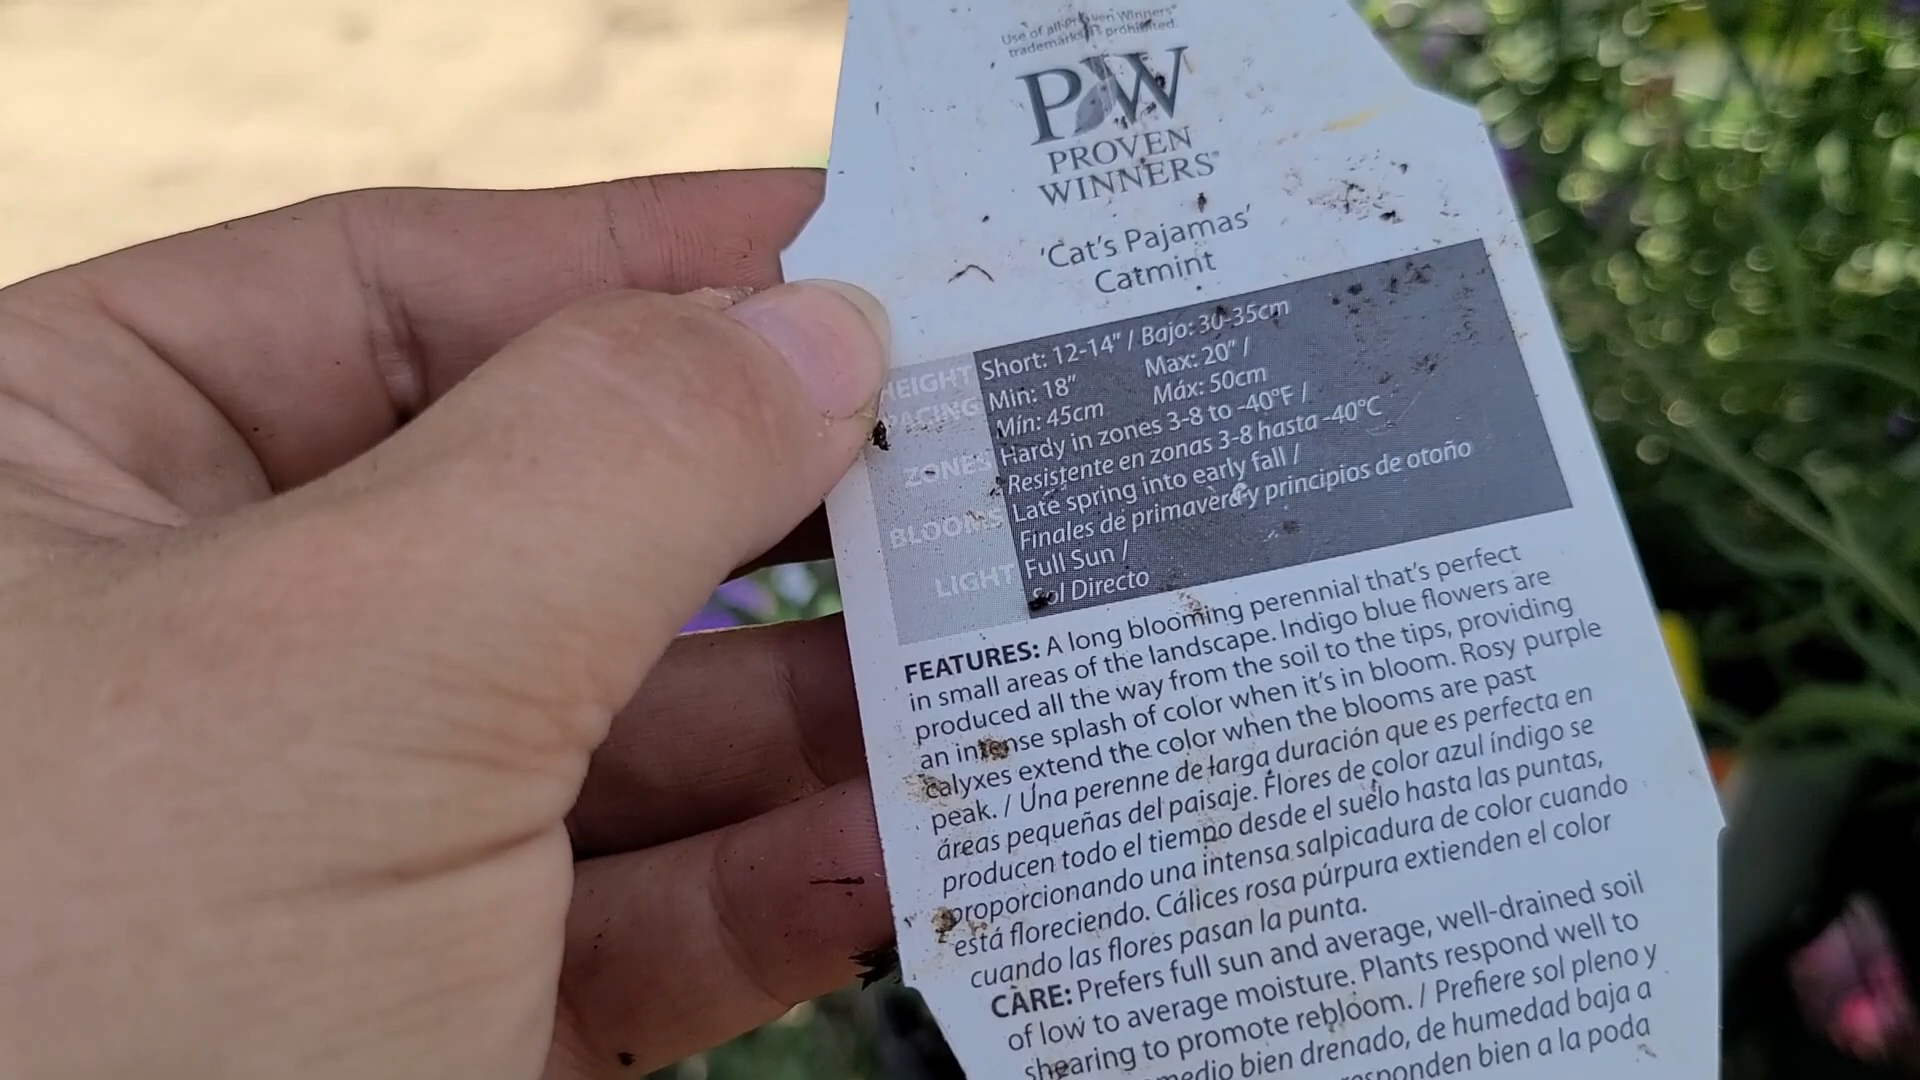 Use of all Proven Winners®
trademarks is prohibited.
PW
PROVEN
WINNERS®
'Cat's Pajamas'
Catmint
HEIGHT Short: 12-14" / Bajo: 30-35cm
SPACING Min: 18" Max: 20" /
Mín: 45cm Máx: 50cm
ZONES Hardy in zones 3-8 to -40°F /
Resistente en zonas 3-8 hasta -40°C
BLOOMS Late spring into early fall /
Finales de primavera y principios de otoño
LIGHT Full Sun /
Sol Directo
FEATURES: A long blooming perennial that's perfect
in small areas of the landscape. Indigo blue flowers are
produced all the way from the soil to the tips, providing
an intense splash of color when it's in bloom. Rosy purple
calyxes extend the color when the blooms are past
peak. / Una perenne de larga duración que es perfecta en
áreas pequeñas del paisaje. Flores de color azul índigo se
producen todo el tiempo desde el suelo hasta las puntas,
proporcionando una intensa salpicadura de color cuando
está floreciendo. Cálices rosa púrpura extienden el color
cuando las flores pasan la punta.
CARE: Prefers full sun and average, well-drained soil
of low to average moisture. Plants respond well to
shearing to promote rebloom. / Prefiere sol pleno y
medio bien drenado, de humedad baja a
responden bien a la poda